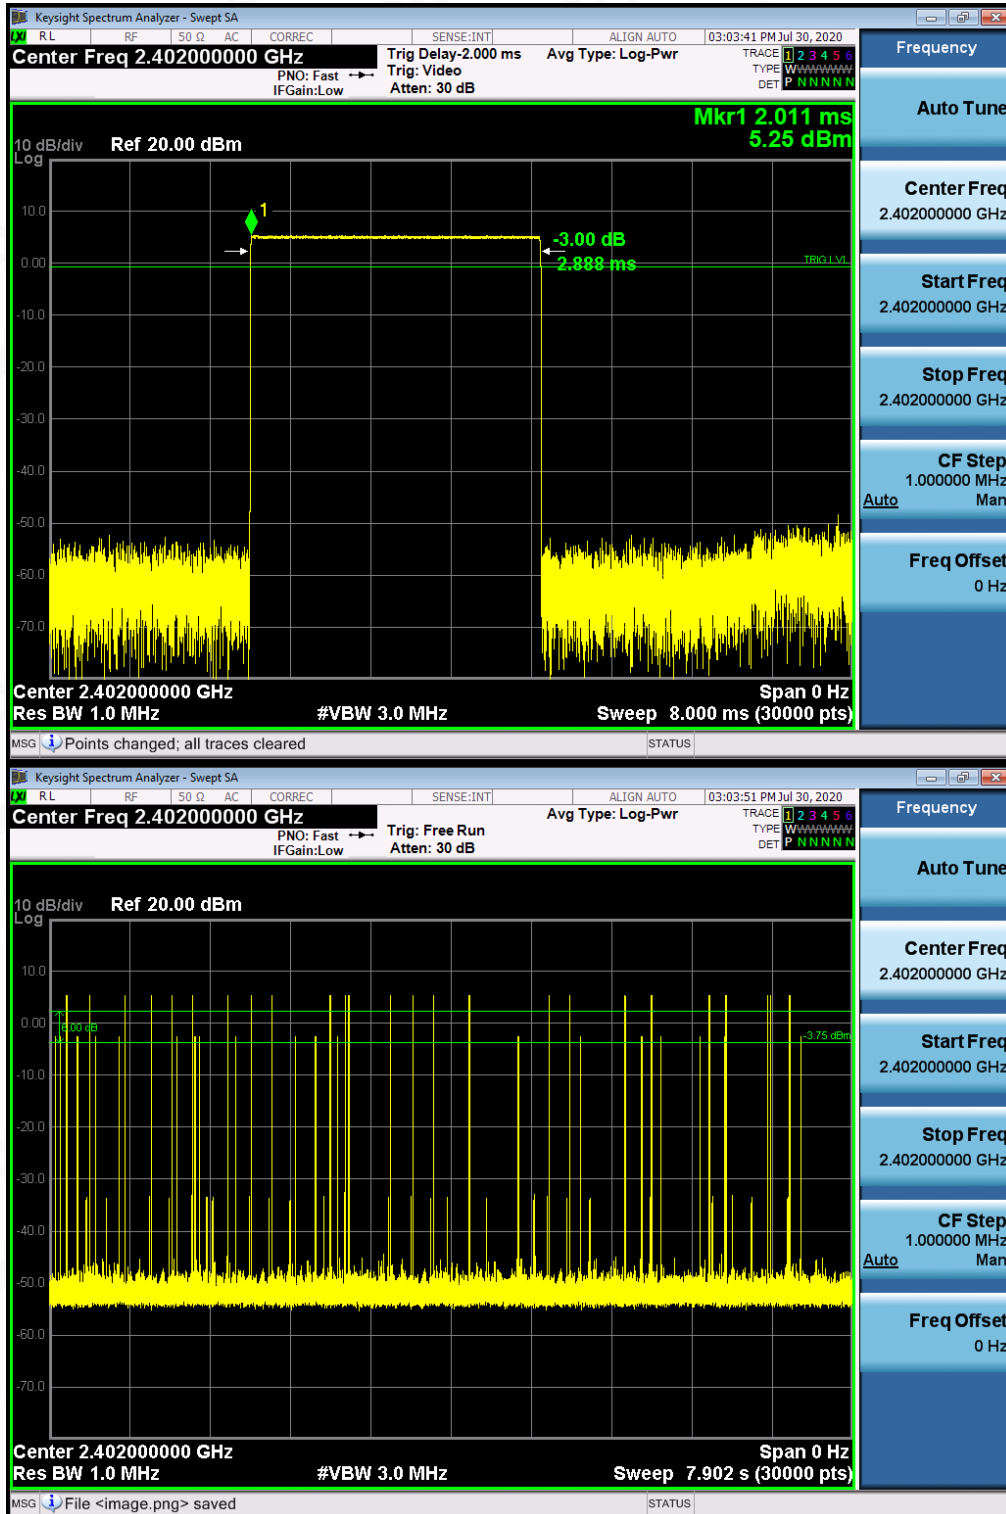 Keysight Spectrum Analyzer - Swept SA
LXI RL RF 50 Ω AC CORREC SENSE:INT ALIGN AUTO 03:03:41 PM Jul 30, 2020
Center Freq 2.402000000 GHz
PNO: Fast
IFGain:Low
Trig Delay-2.000 ms
Trig: Video
Atten: 30 dB
Avg Type: Log-Pwr
TRACE 1 2 3 4 5 6
TYPE WWWWWW
DET P N N N N N
Mkr1 2.011 ms
5.25 dBm
10 dB/div Ref 20.00 dBm
Log
10.0
0.00
-10.0
-20.0
-30.0
-40.0
-50.0
-60.0
-70.0
1
-3.00 dB
2.888 ms
TRIG LVL
Center 2.402000000 GHz Span 0 Hz
Res BW 1.0 MHz #VBW 3.0 MHz Sweep 8.000 ms (30000 pts)
MSG Points changed; all traces cleared STATUS
Frequency
Auto Tune
Center Freq
2.402000000 GHz
Start Freq
2.402000000 GHz
Stop Freq
2.402000000 GHz
CF Step
1.000000 MHz
Auto Man
Freq Offset
0 Hz
Keysight Spectrum Analyzer - Swept SA
LXI RL RF 50 Ω AC CORREC SENSE:INT ALIGN AUTO 03:03:51 PM Jul 30, 2020
Center Freq 2.402000000 GHz
PNO: Fast
IFGain:Low
Trig: Free Run
Atten: 30 dB
Avg Type: Log-Pwr
TRACE 1 2 3 4 5 6
TYPE WWWWWW
DET P N N N N N
10 dB/div Ref 20.00 dBm
Log
10.0
0.00
-10.0
-20.0
-30.0
-40.0
-50.0
-60.0
-70.0
6.00 dB
-3.75 dBm
Center 2.402000000 GHz Span 0 Hz
Res BW 1.0 MHz #VBW 3.0 MHz Sweep 7.902 s (30000 pts)
MSG File <image.png> saved STATUS
Frequency
Auto Tune
Center Freq
2.402000000 GHz
Start Freq
2.402000000 GHz
Stop Freq
2.402000000 GHz
CF Step
1.000000 MHz
Auto Man
Freq Offset
0 Hz